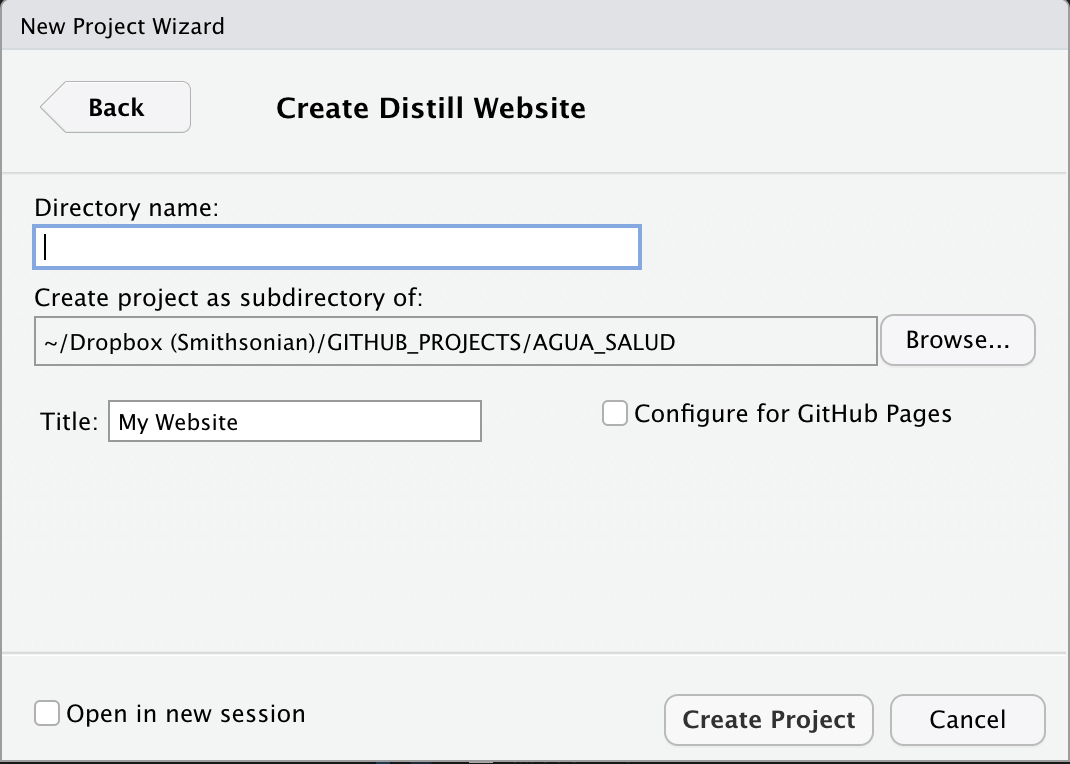 New Project Wizard
Back
Create Distill Website
Directory name:
Create project as subdirectory of:
~/Dropbox (Smithsonian)/GITHUB_PROJECTS/AGUA_SALUD
Browse...
Title: My Website
Configure for GitHub Pages
Open in new session
Create Project
Cancel